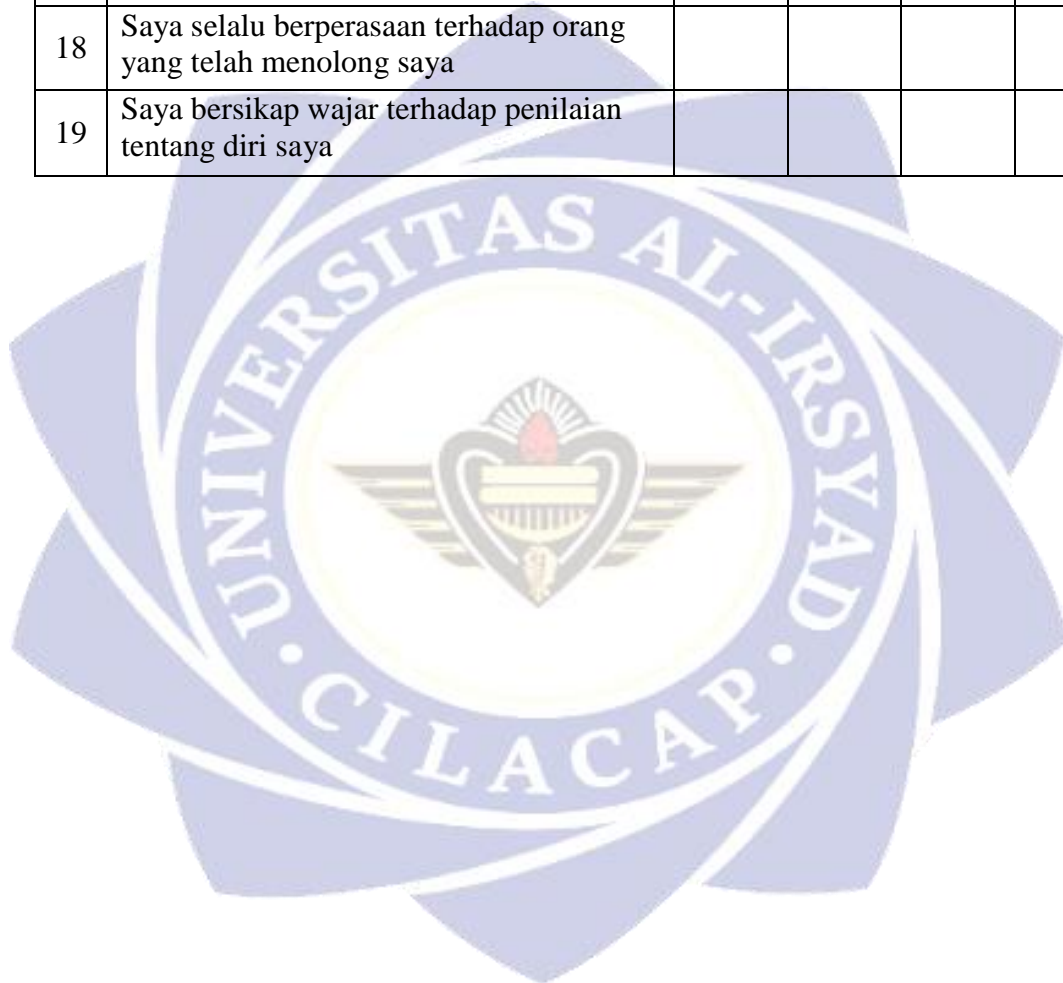 18
Saya selalu berperasaan terhadap orang
yang telah menolong saya
19
Saya bersikap wajar terhadap penilaian
tentang diri saya
UNIVERSITAS AL-IRSYAD
CILACAP